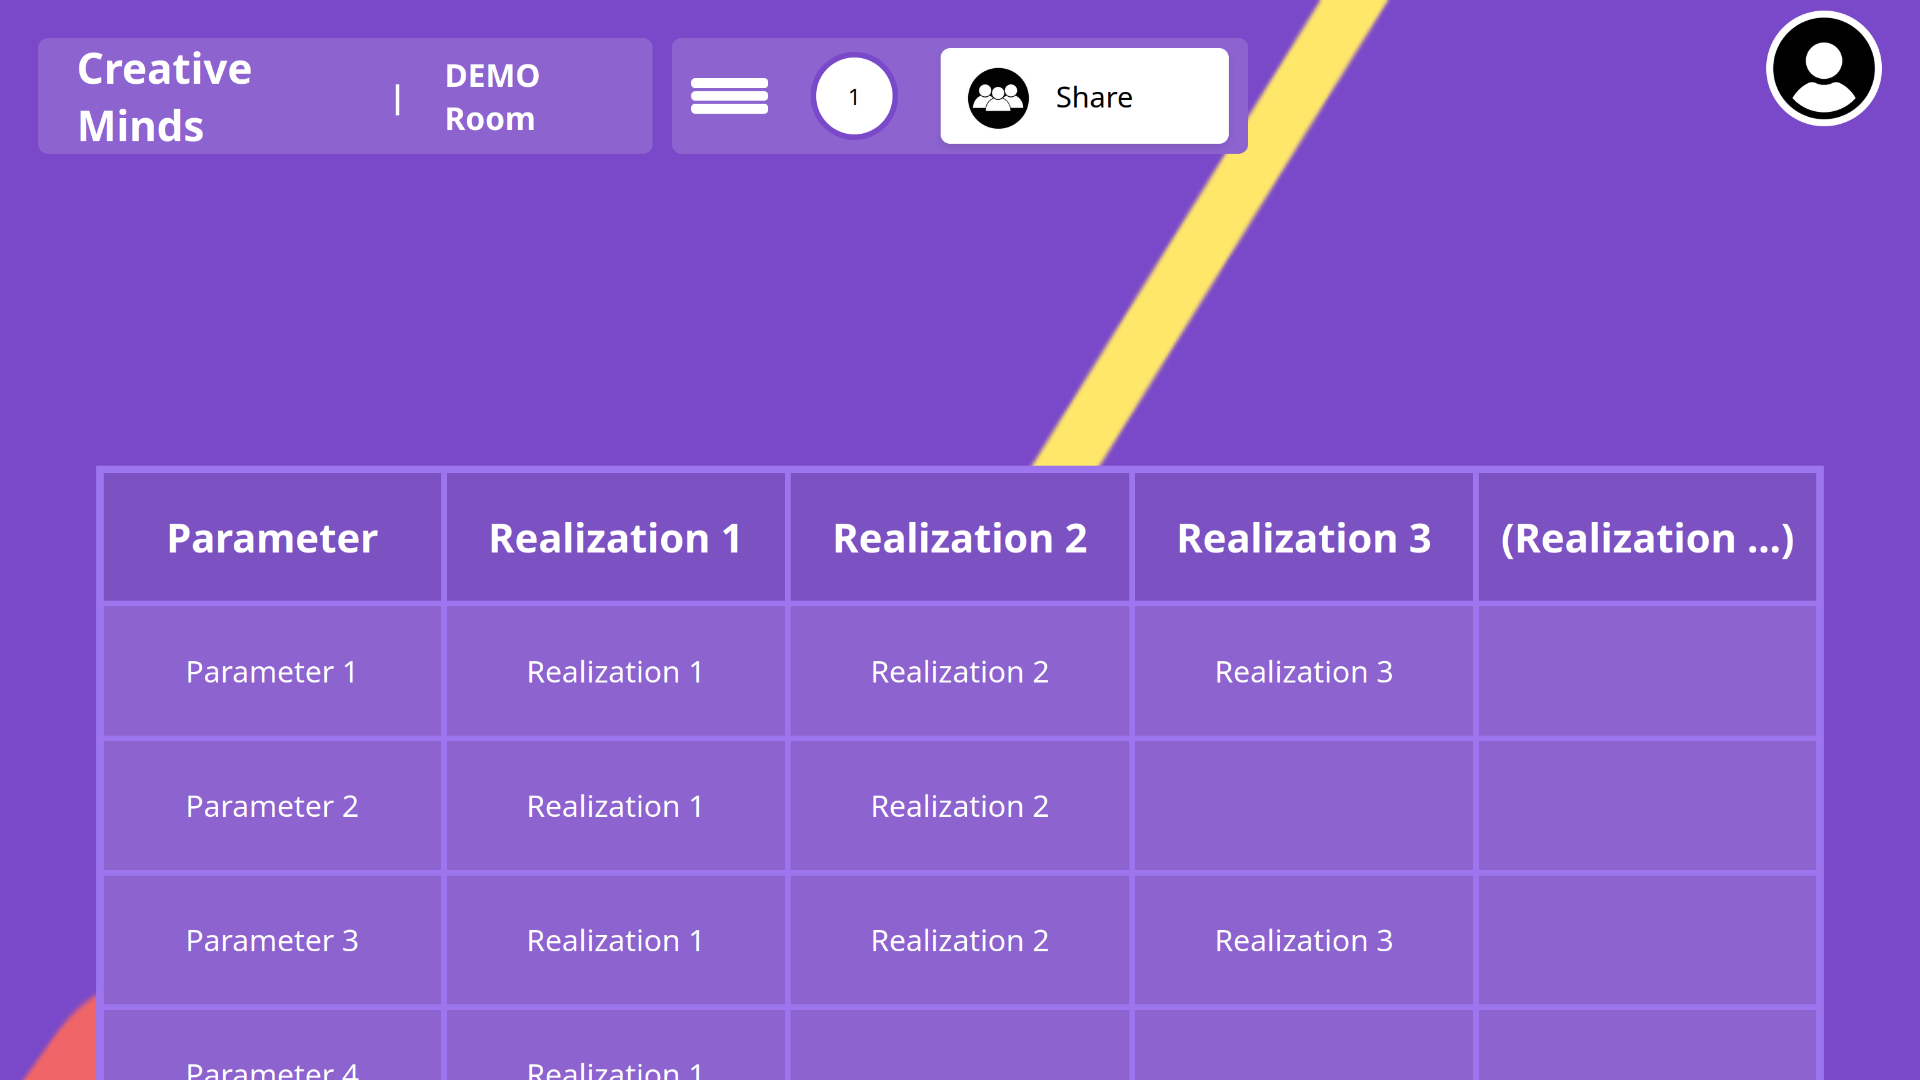 Creative
Minds
|
DEMO
Room
1
Share
Parameter Realization 1 Realization 2 Realization 3 (Realization ...)
Parameter 1 Realization 1 Realization 2 Realization 3
Parameter 2 Realization 1 Realization 2
Parameter 3 Realization 1 Realization 2 Realization 3
Parameter 4 Realization 1